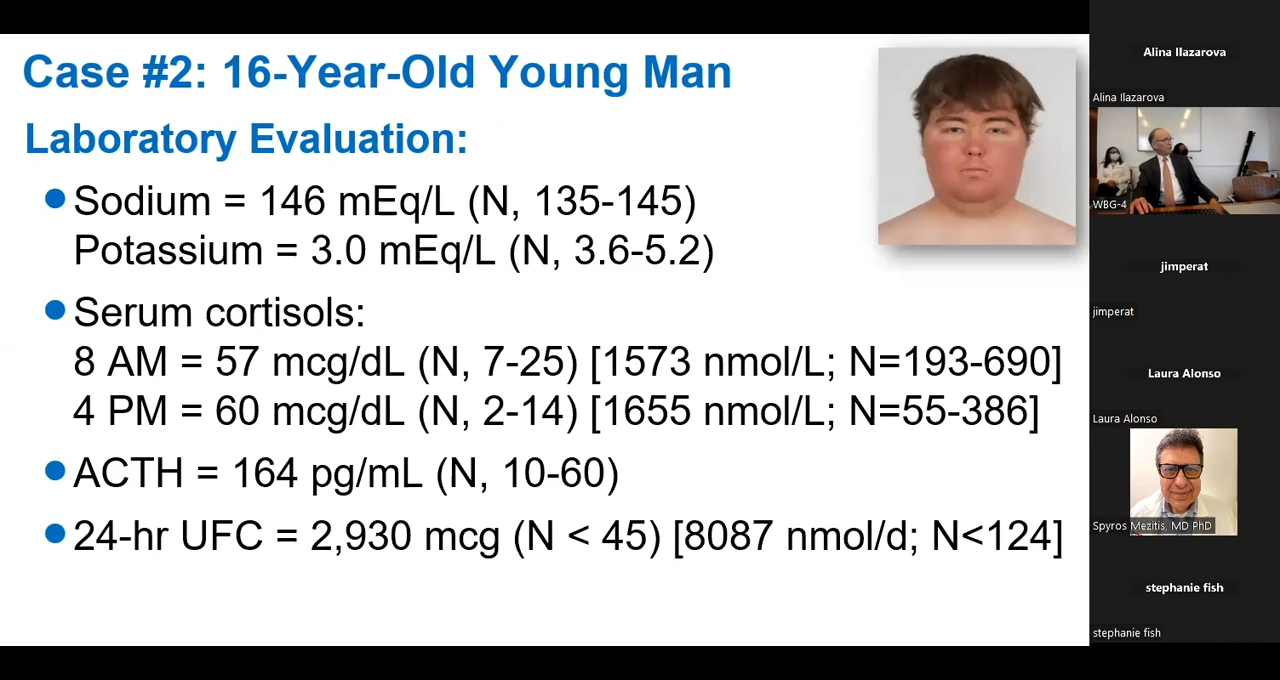 Case #2: 16-Year-Old Young Man
Laboratory Evaluation:
Sodium = 146 mEq/L (N, 135-145)
Potassium = 3.0 mEq/L (N, 3.6-5.2)
Serum cortisols:
8 AM = 57 mcg/dL (N, 7-25) [1573 nmol/L; N=193-690]
4 PM = 60 mcg/dL (N, 2-14) [1655 nmol/L; N=55-386]
ACTH = 164 pg/mL (N, 10-60)
24-hr UFC = 2,930 mcg (N < 45) [8087 nmol/d; N<124]
Alina Ilazarova
Alina Ilazarova
WBG-4
jimperat
jimperat
Laura Alonso
Laura Alonso
Spyros Mezitis, MD PhD
stephanie fish
stephanie fish